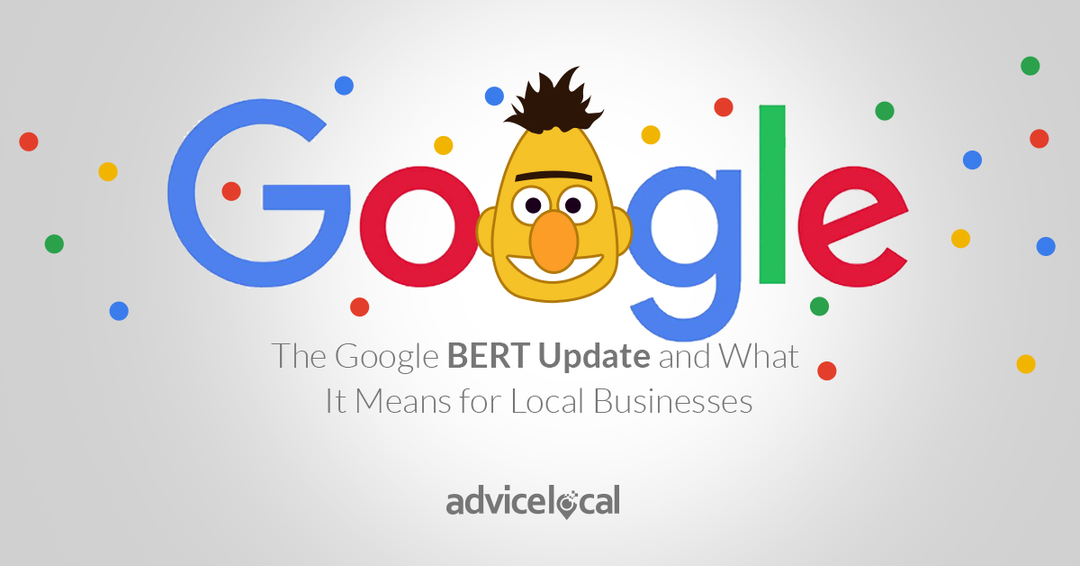 Google
The Google BERT Update and What
It Means for Local Businesses
advicelocal